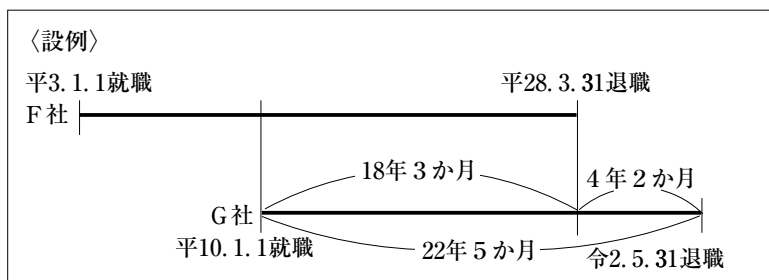 〈設例〉
平3.1.1就職
平28.3.31退職
F社
18年3か月
4年2か月
G社
平10.1.1就職
22年5か月
令2.5.31退職